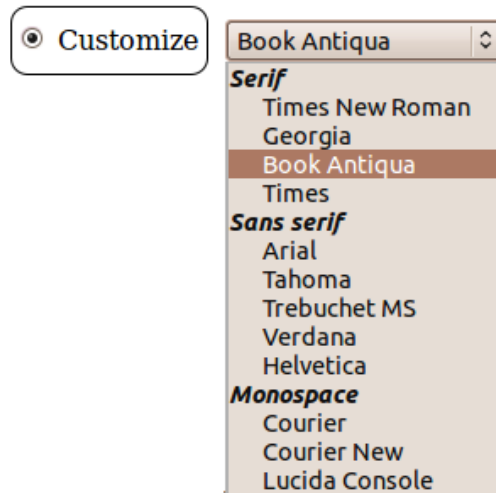 Customize
Book Antiqua
Serif
Times New Roman
Georgia
Book Antiqua
Times
Sans serif
Arial
Tahoma
Trebuchet MS
Verdana
Helvetica
Monospace
Courier
Courier New
Lucida Console